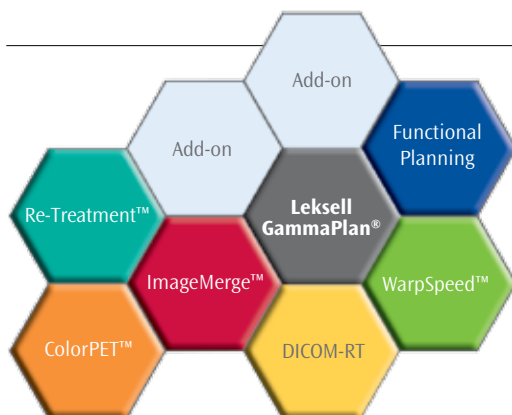 Add-on
Add-on
Functional
Planning
Re-Treatment™
Leksell
GammaPlan®
ImageMerge™
WarpSpeed™
ColorPET™
DICOM-RT